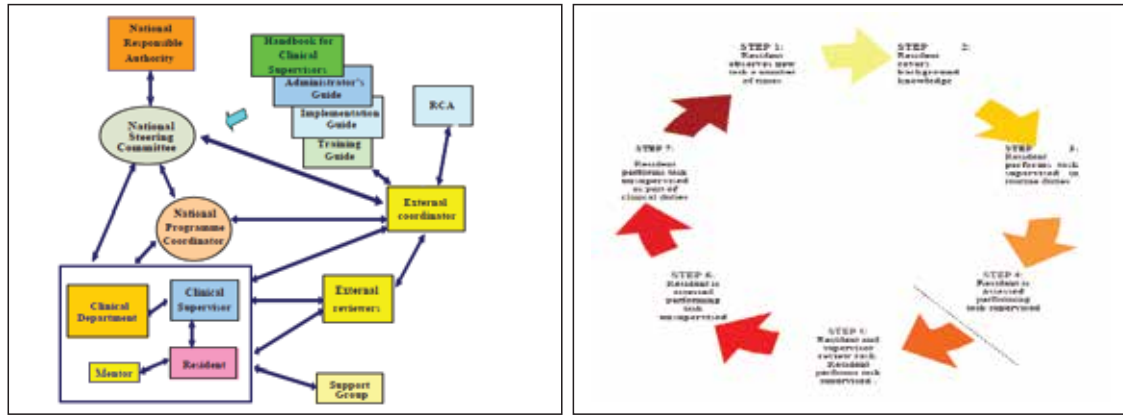 National
Responsible
Authority
Handbook for
Clinical
Supervisors
Administrator's
Guide
Implementation
Guide
Training
Guide
RCA
National
Steering
Committee
National
Programme
Coordinator
External
coordinator
Clinical
Department
Clinical
Supervisor
External
reviewers
Mentor
Resident
Support
Group
STEP 1:
Resident
observes new
task a number
of times
STEP 2:
Resident
covers
background
knowledge
STEP 3:
Resident
performs task
supervised in
routine duties
STEP 4:
Resident is
assessed
performing
task supervised
STEP 5:
Resident and
supervisor
review task.
Resident
performs task
supervised.
STEP 6:
Resident is
assessed
performing
task
unsupervised
STEP 7:
Resident
performs task
unsupervised
as part of
clinical duties